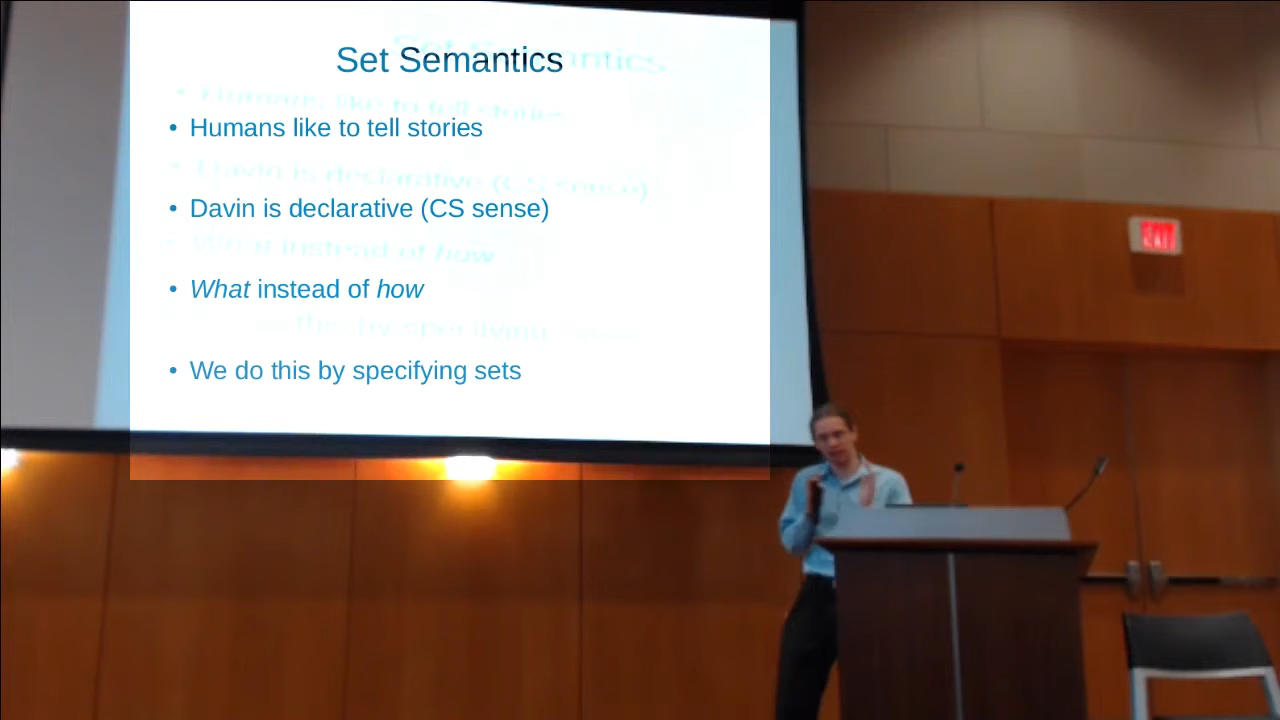 Set Semantics
• Humans like to tell stories
• Davin is declarative (CS sense)
• What instead of how
• We do this by specifying sets
EXIT